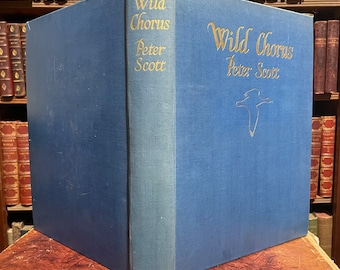 Wild
Chorus
Peter
Scott
Wild Chorus
Peter Scott